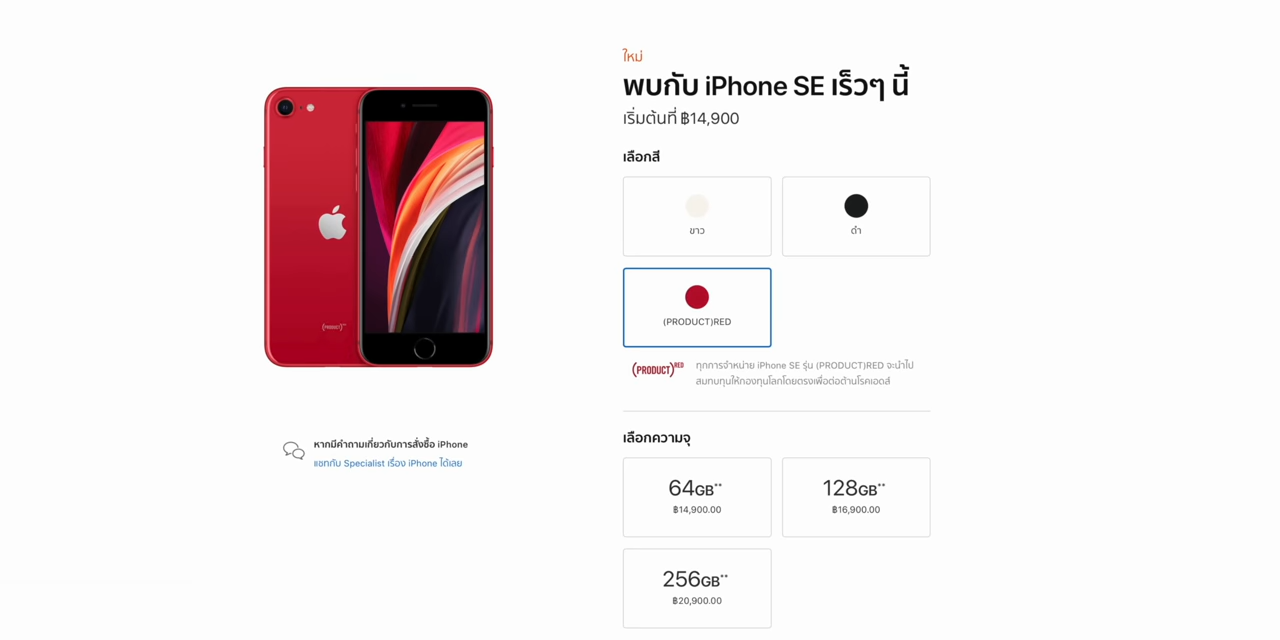 ใหม่
พบกับ iPhone SE เร็วๆ นี้
เริ่มต้นที่ ฿14,900
เลือกสี
ขาว
ดำ
(PRODUCT)RED
(PRODUCT)RED
ทุกการจำหน่าย iPhone SE รุ่น (PRODUCT)RED จะนำไป
สมทบทุนให้กองทุนโลกโดยตรงเพื่อต่อต้านโรคเอดส์
(PRODUCT)RED
หากมีคำถามเกี่ยวกับการสั่งซื้อ iPhone
แชทกับ Specialist เรื่อง iPhone ได้เลย
เลือกความจุ
64GB**
฿14,900.00
128GB**
฿16,900.00
256GB**
฿20,900.00